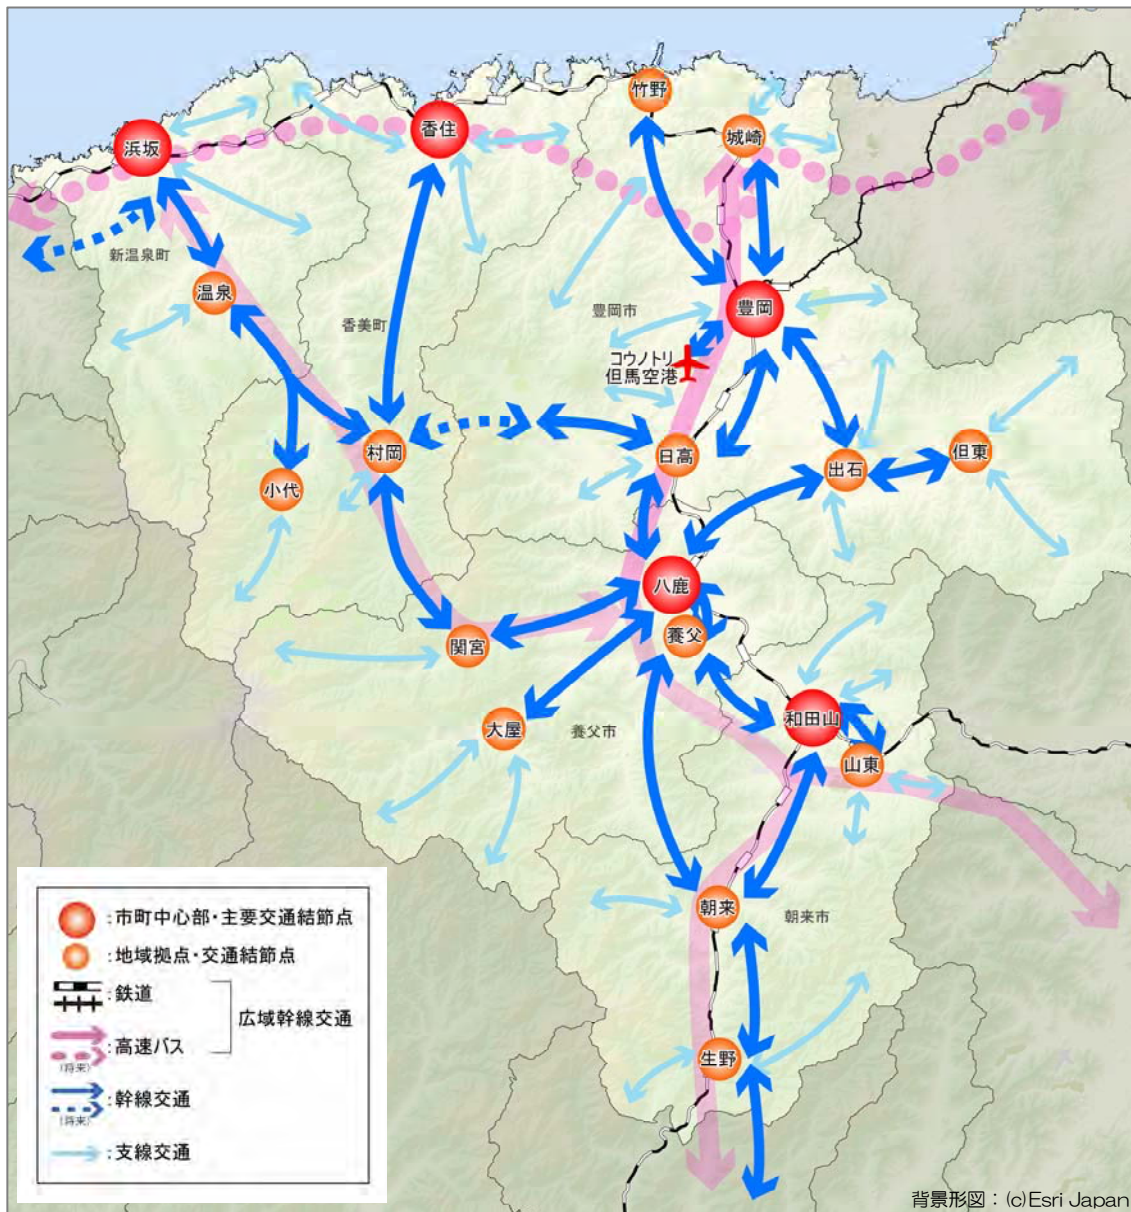 竹野
香住
城崎
浜坂
新温泉町
温泉
豊岡
香美町
豊岡市
コウノトリ
但馬空港
村岡
日高
出石
但東
小代
八鹿
養父
関宮
大屋
養父市
和田山
山東
朝来
朝来市
生野
:市町中心部・主要交通結節点
:地域拠点・交通結節点
:鉄道
広域幹線交通
:高速バス
(将来)
:幹線交通
(将来)
:支線交通
背景形図：(c)Esri Japan